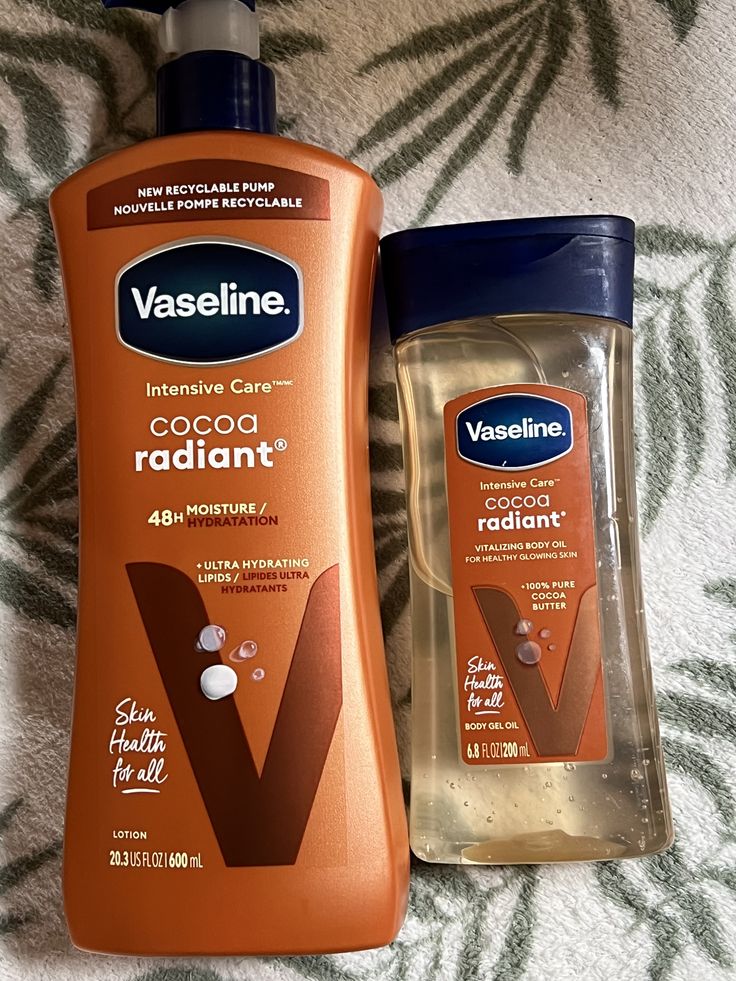 NEW RECYCLABLE PUMP
NOUVELLE POMPE RECYCLABLE
Vaseline.
Intensive Care™/MC
cocoa
radiant®
48H MOISTURE /
HYDRATATION
+ULTRA HYDRATING
LIPIDS / LIPIDES ULTRA
HYDRATANTS
Skin
Health
for all
LOTION
20.3 US FL OZ | 600 mL
Vaseline.
Intensive Care™
cocoa
radiant®
VITALIZING BODY OIL
FOR HEALTHY GLOWING SKIN
+100% PURE
COCOA
BUTTER
Skin
Health
for all
BODY GEL OIL
6.8 FL OZ | 200 mL